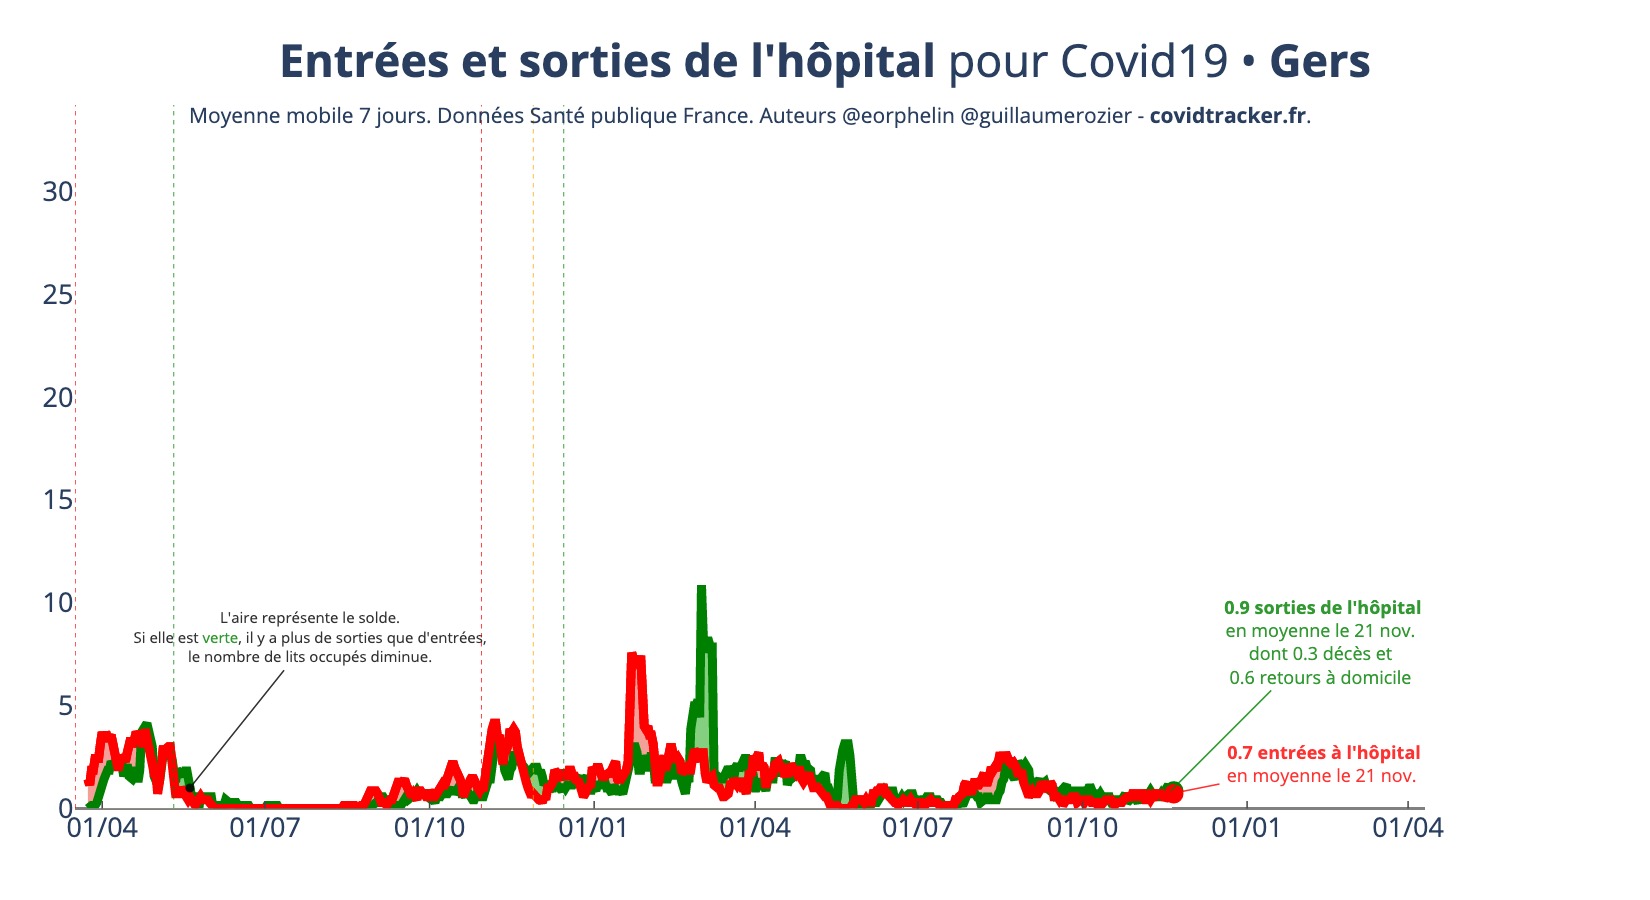 Entrées et sorties de l'hôpital pour Covid19 • Gers
Moyenne mobile 7 jours. Données Santé publique France. Auteurs @eorphelin @guillaumerozier - covidtracker.fr.
30
25
20
15
10
5
0
L'aire représente le solde.
Si elle est verte, il y a plus de sorties que d'entrées,
le nombre de lits occupés diminue.
0.9 sorties de l'hôpital
en moyenne le 21 nov.
dont 0.3 décès et
0.6 retours à domicile
0.7 entrées à l'hôpital
en moyenne le 21 nov.
01/04 01/07 01/10 01/01 01/04 01/07 01/10 01/01 01/04